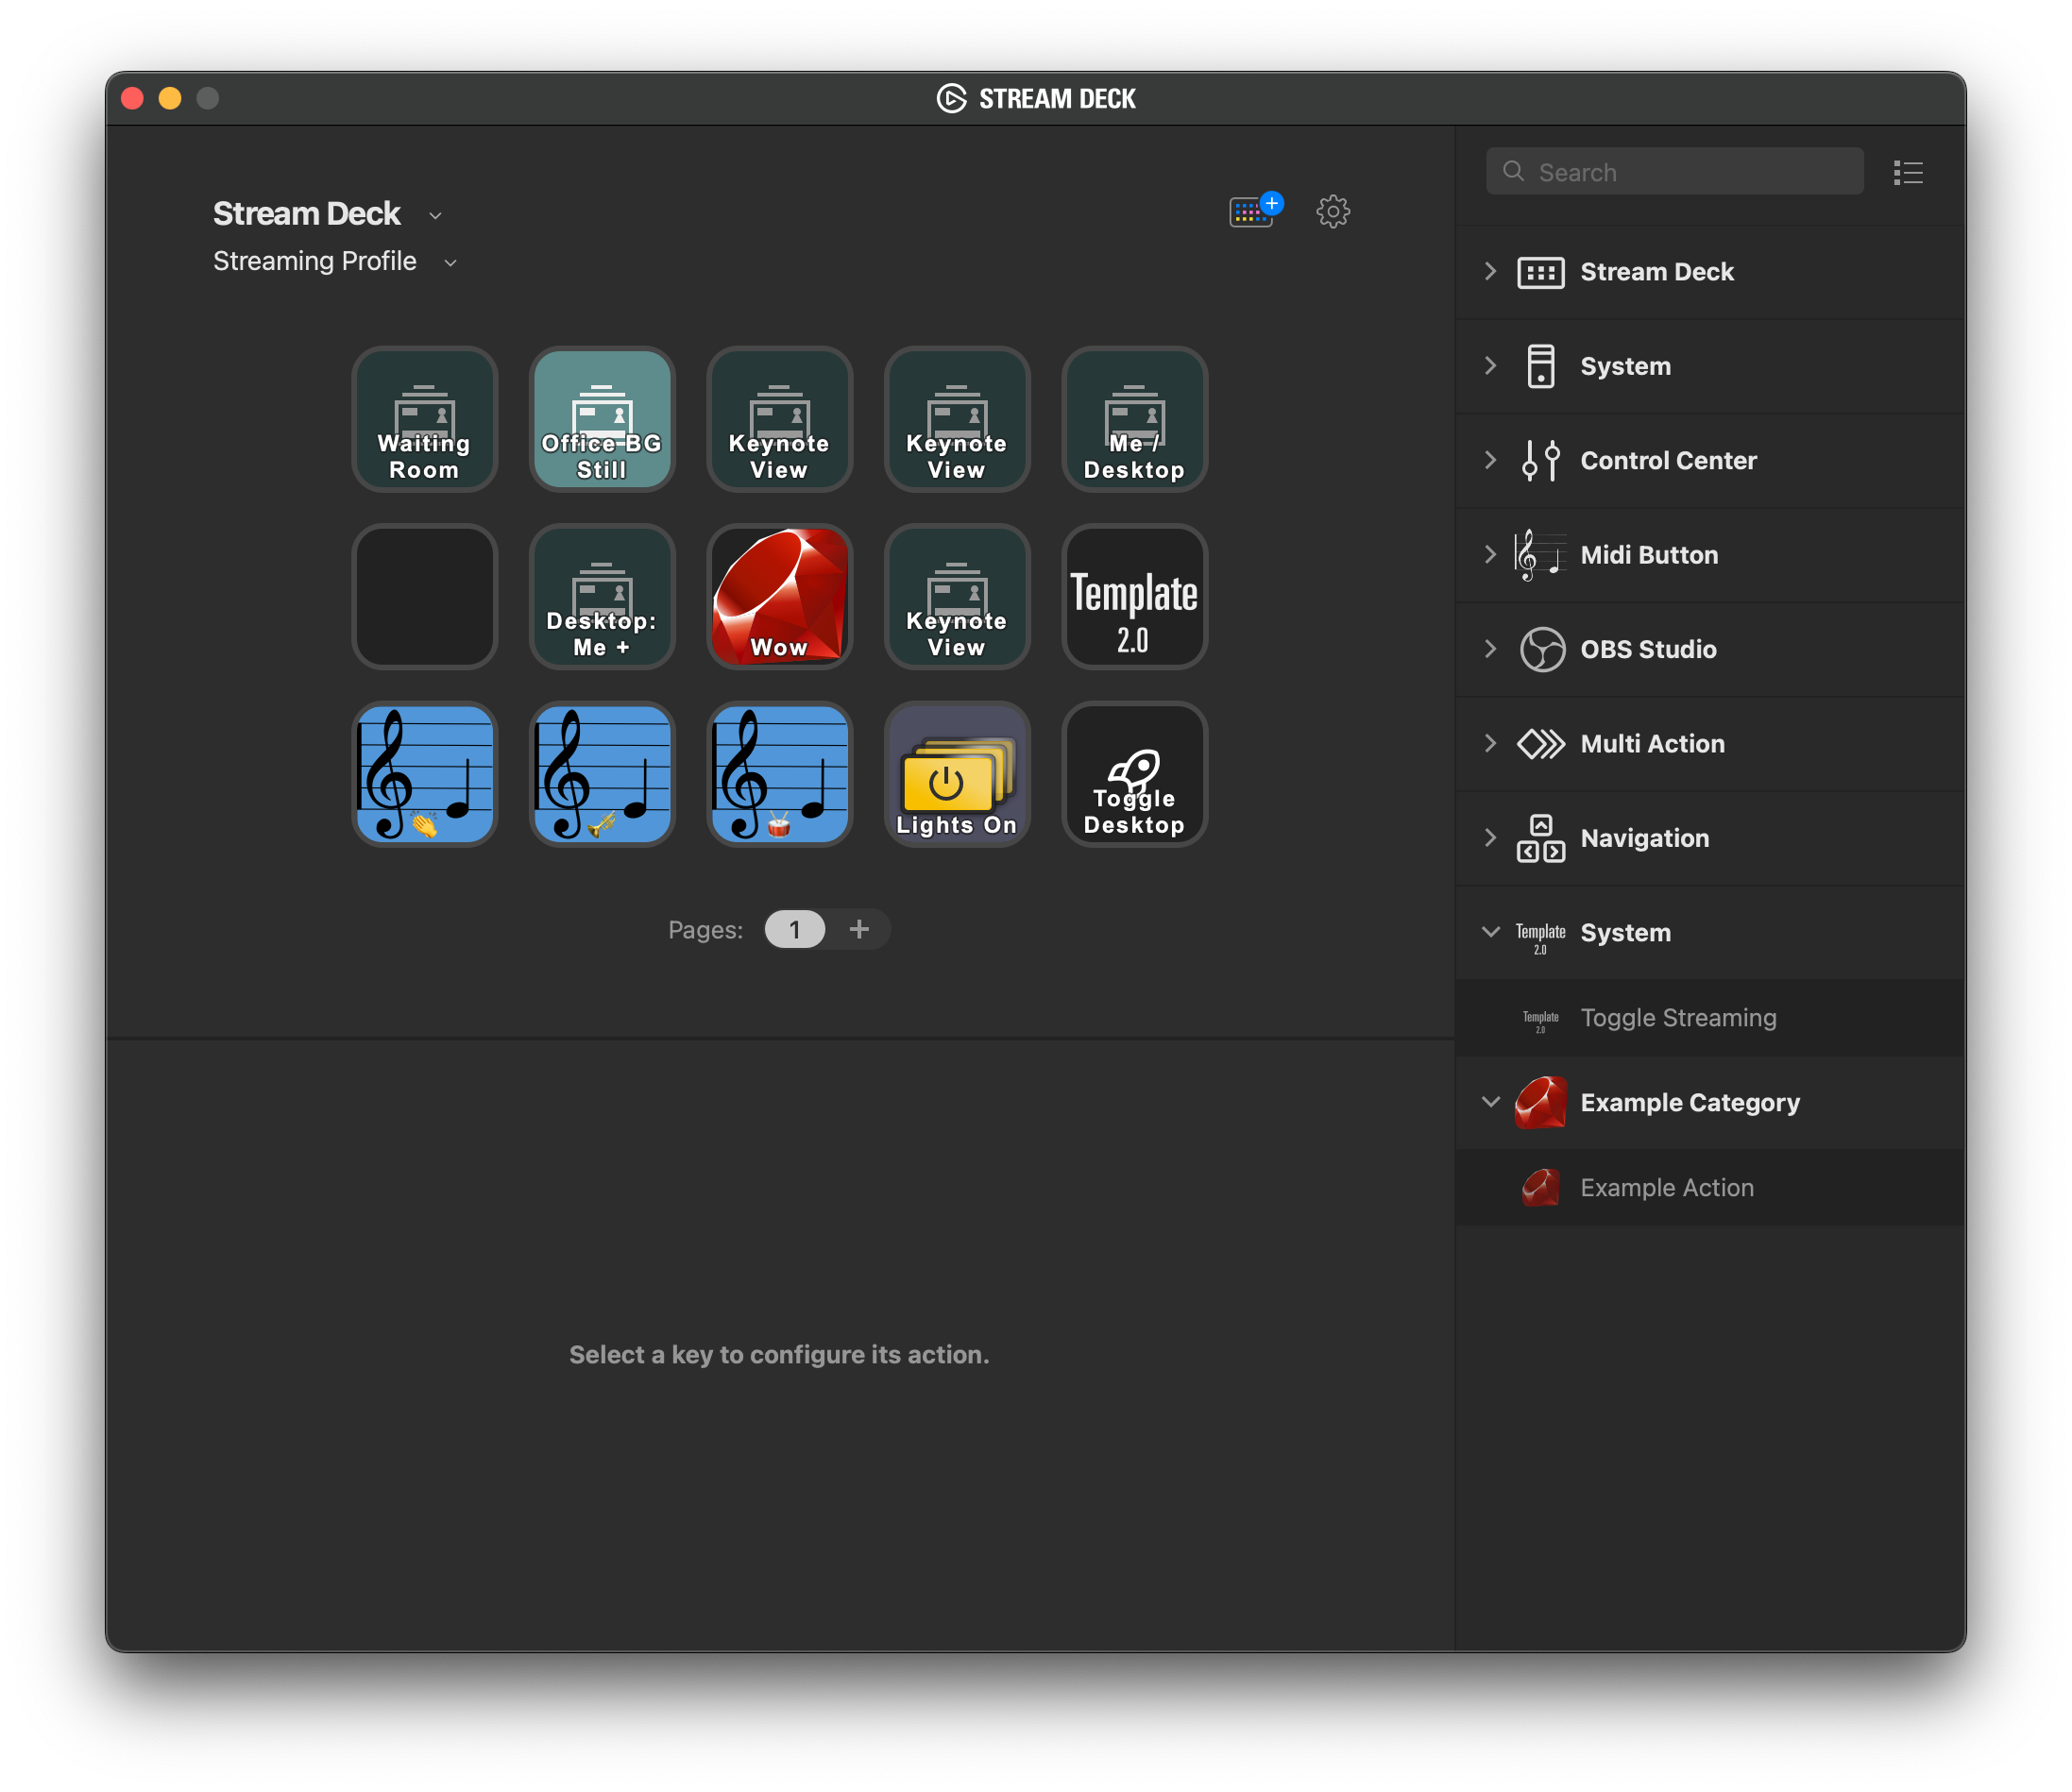 STREAM DECK
Stream Deck
Streaming Profile
Waiting
Room
Office BG
Still
Keynote
View
Keynote
View
Me /
Desktop
Desktop:
Me +
Wow
Keynote
View
Template
2.0
Lights On
Toggle
Desktop
Pages: 1 +
Select a key to configure its action.
Search
Stream Deck
System
Control Center
Midi Button
OBS Studio
Multi Action
Navigation
Template
2.0
System
Template
2.0
Toggle Streaming
Example Category
Example Action